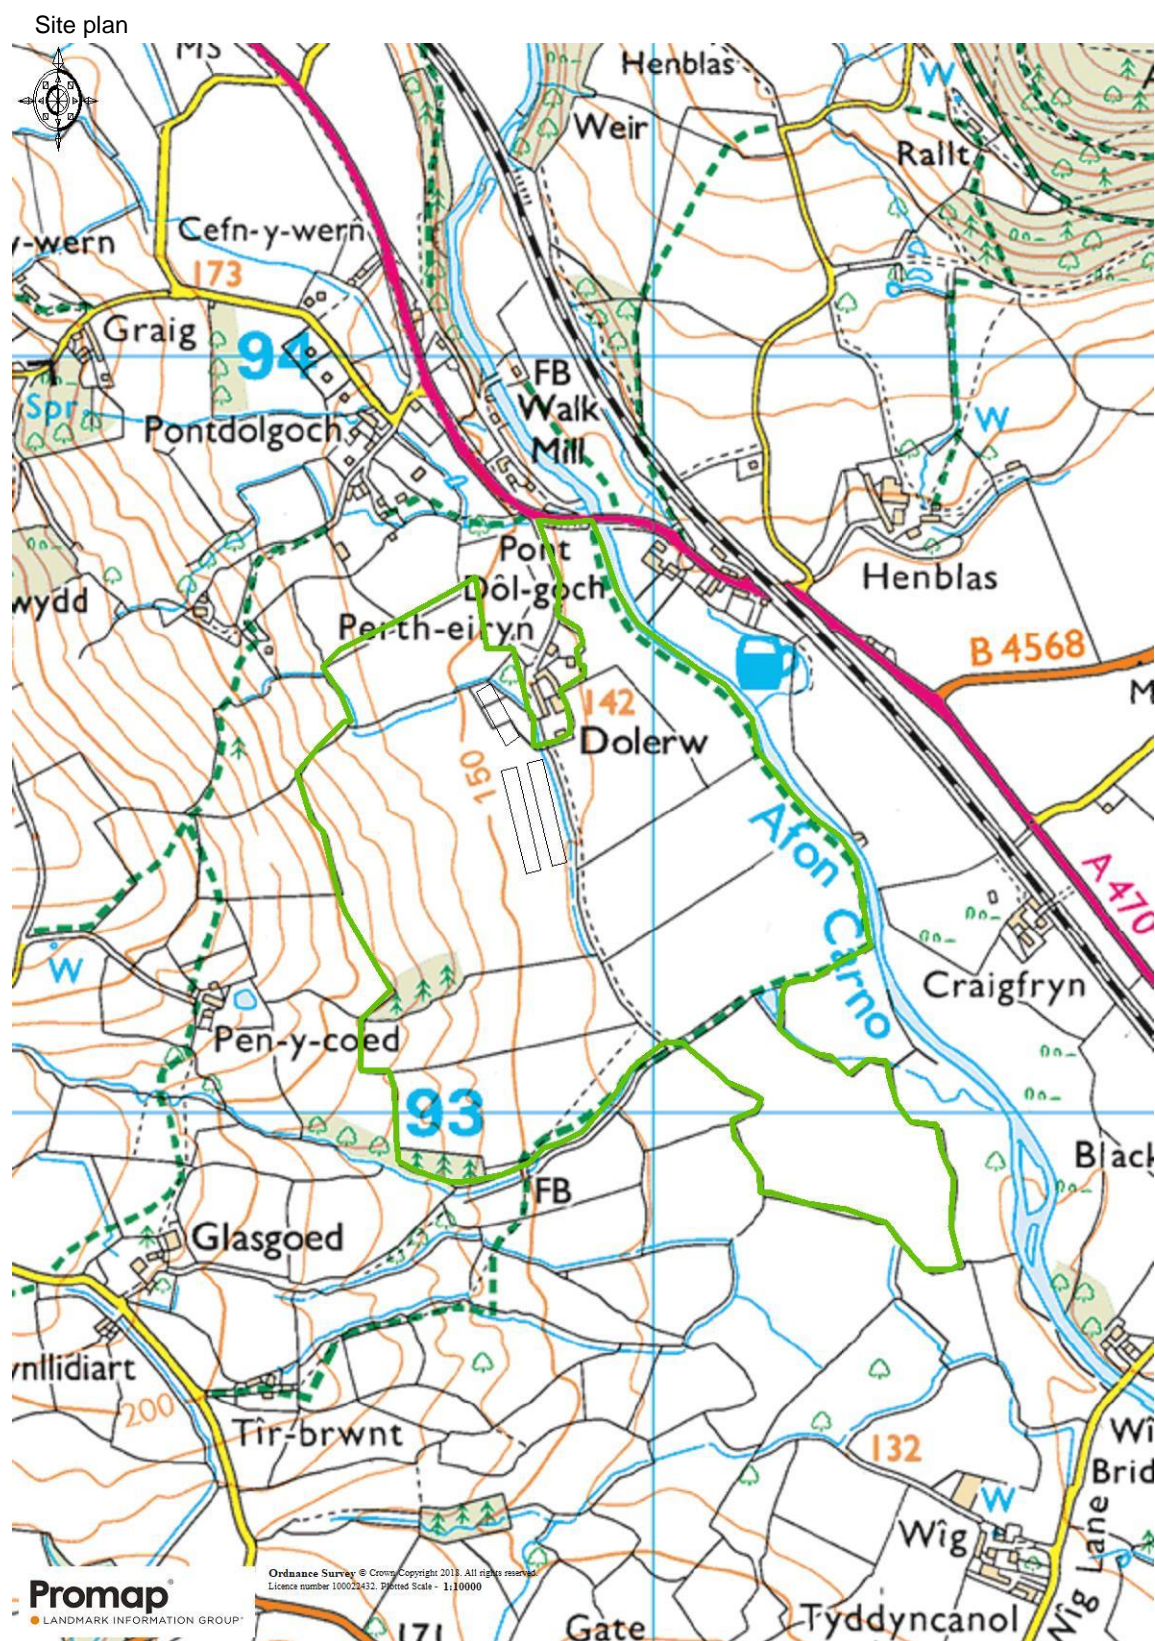 Site plan
MS
Henblas
W
Weir
Rallt
Cefn-y-wern
y-wern
173
Graig
94
FB
Walk
Mill
Spr
Pontdolgoch
W
Pont
Dôl-goch
Henblas
wydd
Perth-eiryn
B 4568
142
Dolerw
150
Afon Carno
A 470
W
Craigfryn
Pen-y-coed
93
Black
FB
Glasgoed
ynllidiart
200
Tîr-brwnt
132
Wi
Brid
W
Wîg
Wîg Lane
Promap
LANDMARK INFORMATION GROUP
Ordnance Survey © Crown Copyright 2018. All rights reserved.
Licence number 100022432. Plotted Scale - 1:10000
171
Gate
Tyddyncanol